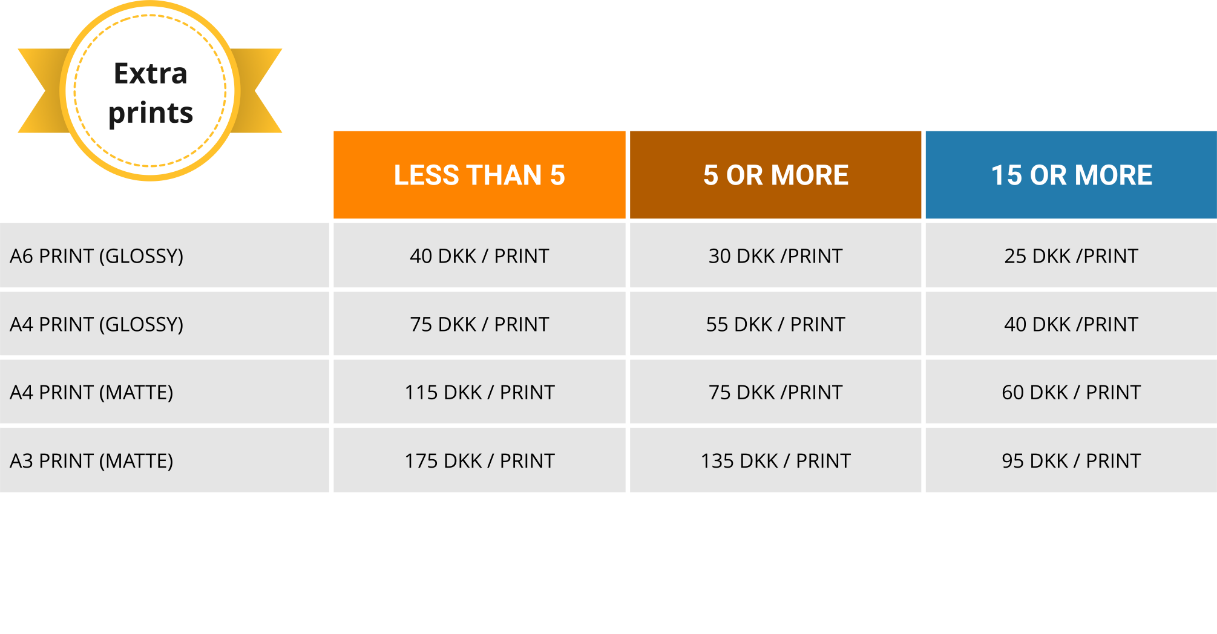 Extra
prints
LESS THAN 5 5 OR MORE 15 OR MORE
A6 PRINT (GLOSSY) 40 DKK / PRINT 30 DKK /PRINT 25 DKK /PRINT
A4 PRINT (GLOSSY) 75 DKK / PRINT 55 DKK / PRINT 40 DKK /PRINT
A4 PRINT (MATTE) 115 DKK / PRINT 75 DKK /PRINT 60 DKK / PRINT
A3 PRINT (MATTE) 175 DKK / PRINT 135 DKK / PRINT 95 DKK / PRINT